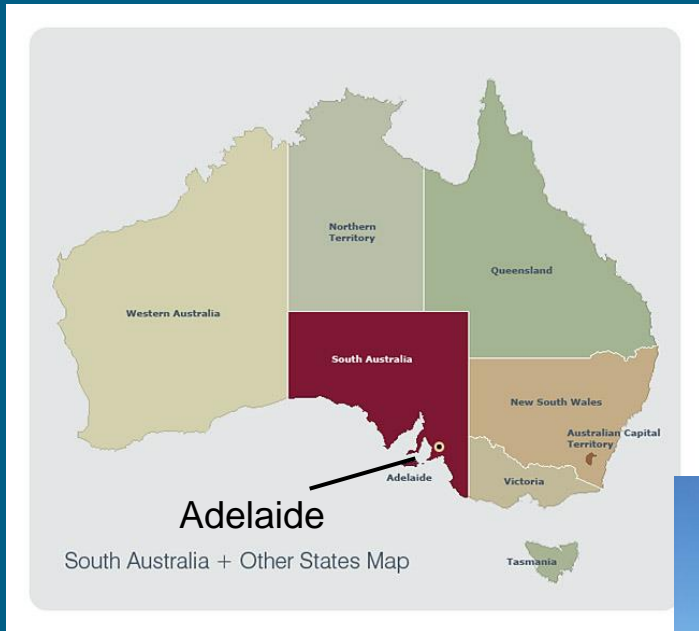 Northern
Territory
Queensland
Western Australia
South Australia
New South Wales
Australian Capital
Territory
Adelaide
Victoria
Adelaide
South Australia + Other States Map
Tasmania